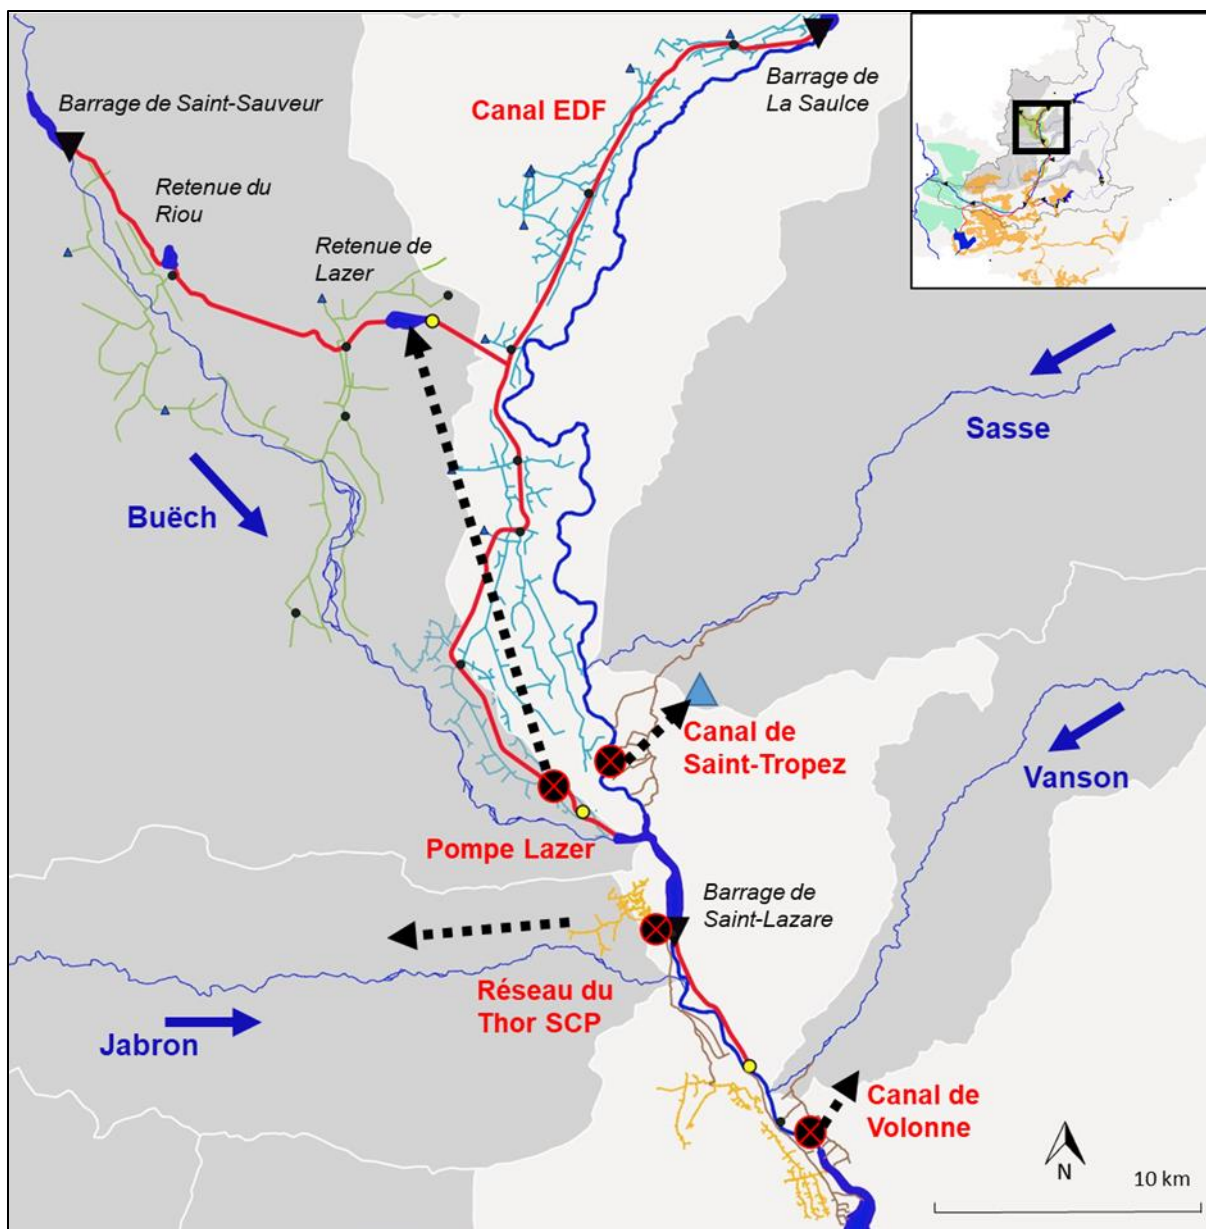 Barrage de Saint-Sauveur
Canal EDF
Barrage de
La Saulce
Retenue du
Riou
Retenue de
Lazer
Sasse
Buëch
Canal de
Saint-Tropez
Vanson
Pompe Lazer
Barrage de
Saint-Lazare
Réseau du
Thor SCP
Jabron
Canal de
Volonne
N
10 km